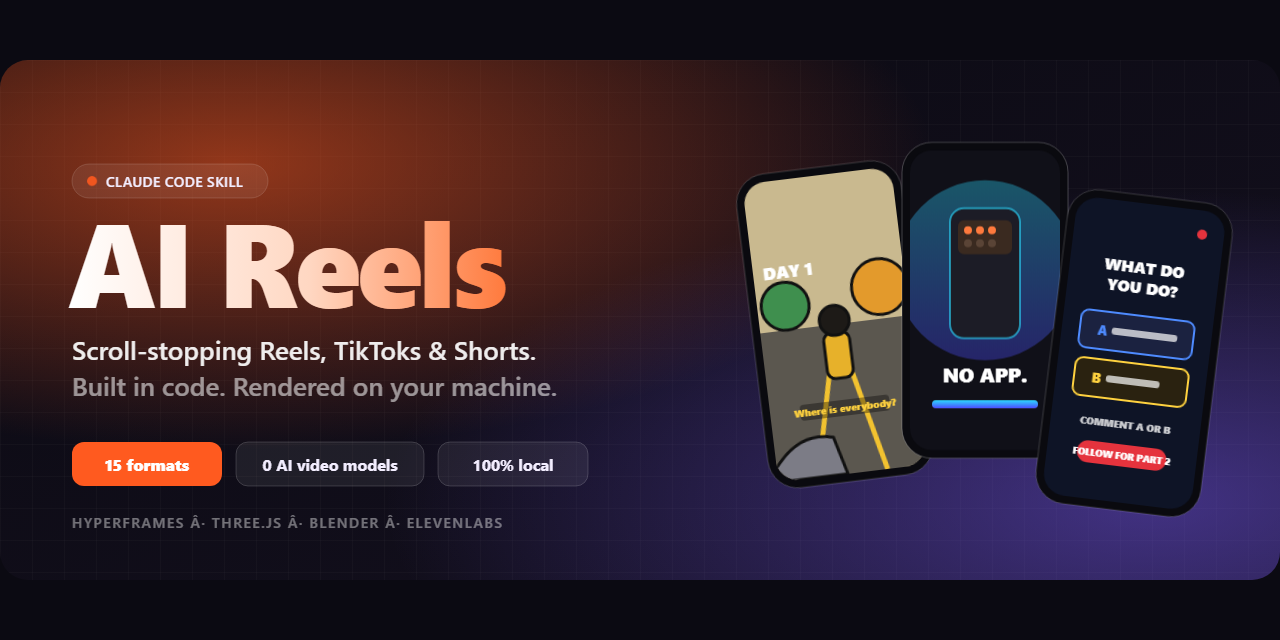 CLAUDE CODE SKILL
AI Reels
Scroll-stopping Reels, TikToks & Shorts.
Built in code. Rendered on your machine.
15 formats
0 AI video models
100% local
HYPERFRAMES Â· THREE.JS Â· BLENDER Â· ELEVENLABS
DAY 1
Where is everybody?
NO APP.
WHAT DO
YOU DO?
A
B
COMMENT A OR B
FOLLOW FOR PART 2